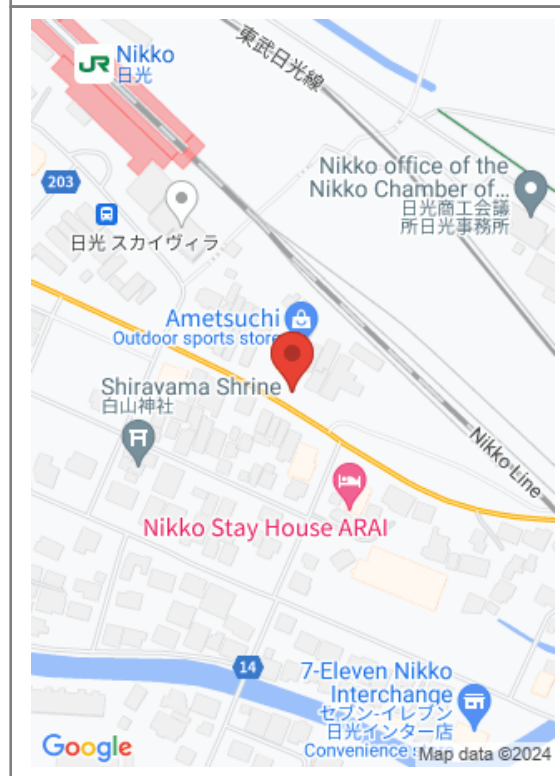 JR
Nikko
日光
東武日光線
Nikko office of the
Nikko Chamber of...
日光商工会議
所日光事務所
203
日光 スカイヴィラ
Ametsuchi
Outdoor sports store
Shirayama Shrine
白山神社
Nikko Line
Nikko Stay House ARAI
14
7-Eleven Nikko
Interchange
セブン-イレブン
日光インター店
Convenience s
Google
Map data ©2024